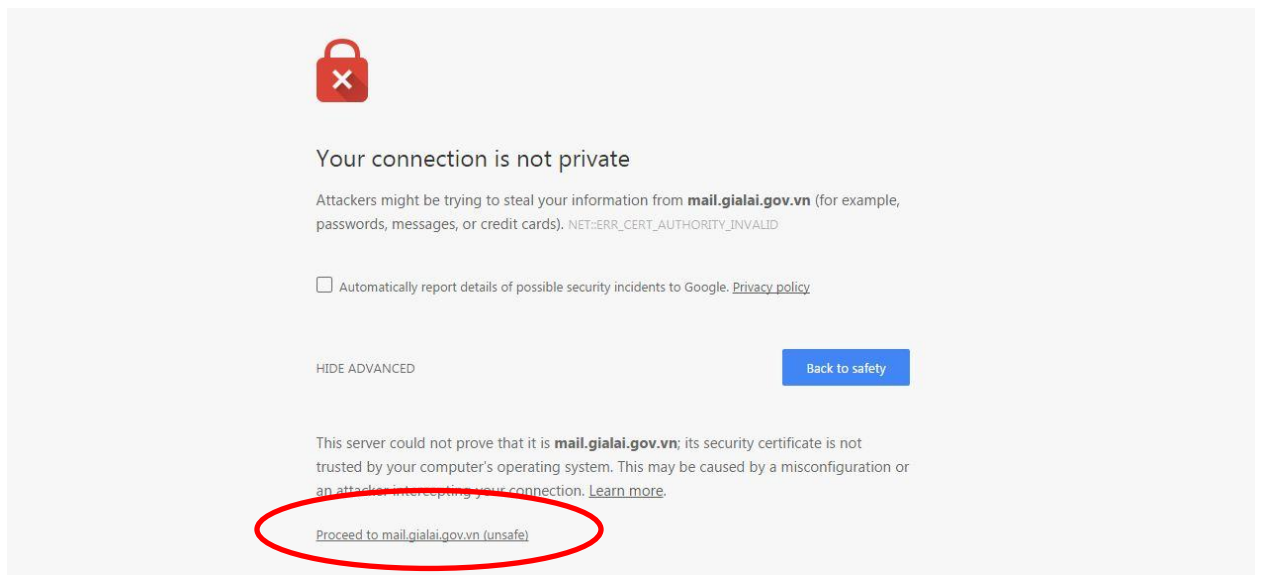 Your connection is not private
Attackers might be trying to steal your information from mail.gialai.gov.vn (for example,
passwords, messages, or credit cards). NET::ERR_CERT_AUTHORITY_INVALID
Automatically report details of possible security incidents to Google. Privacy policy
HIDE ADVANCED
Back to safety
This server could not prove that it is mail.gialai.gov.vn; its security certificate is not
trusted by your computer's operating system. This may be caused by a misconfiguration or
an attacker intercepting your connection. Learn more.
Proceed to mail.gialai.gov.vn (unsafe)